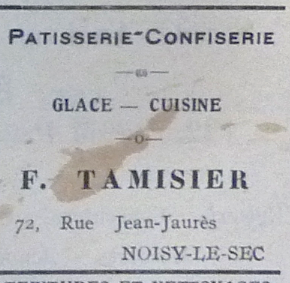 PATISSERIE-CONFISERIE
GLACE — CUISINE
F. TAMISIER
72, Rue Jean-Jaurès
NOISY-LE-SEC